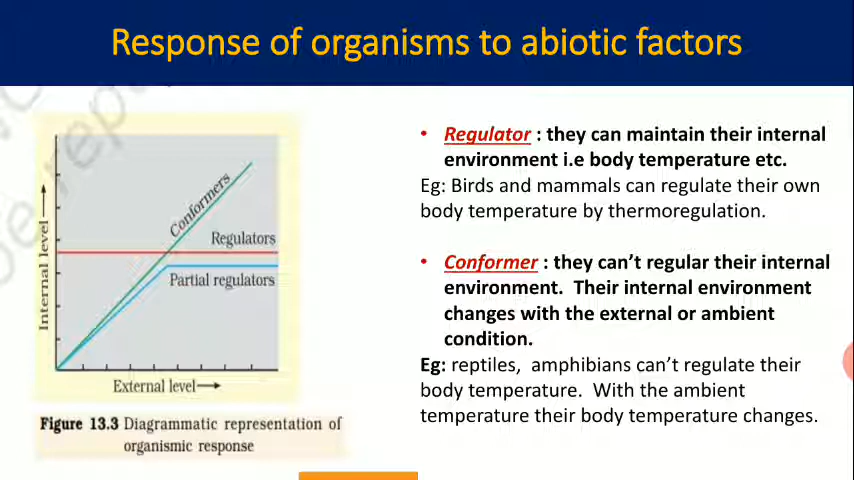 Response of organisms to abiotic factors
Internal level
Conformers
Regulators
Partial regulators
External level
Figure 13.3 Diagrammatic representation of
organismic response
• Regulator : they can maintain their internal
environment i.e body temperature etc.
Eg: Birds and mammals can regulate their own
body temperature by thermoregulation.
• Conformer : they can’t regular their internal
environment. Their internal environment
changes with the external or ambient
condition.
Eg: reptiles, amphibians can’t regulate their
body temperature. With the ambient
temperature their body temperature changes.